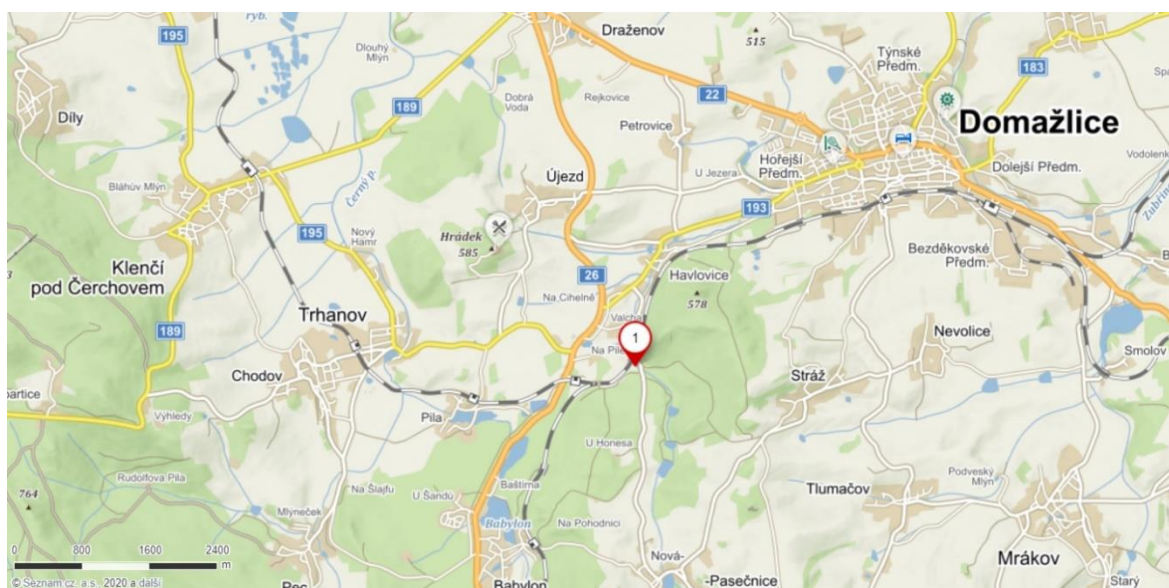 ryb.
195
Draženov
515
Týnské
Předm.
183
Dlouhý
Mlýn
189
22
Díly
Dobrá
Voda
Rejkovice
Petrovice
Domažlice
Hořejší
Předm.
Dolejší Předm.
Vodolenka
U Jezera
Bláhův Mlýn
Černý p.
Újezd
193
Zubřina
195
Nový
Hamr
Hrádek
585
Bezděkovské
Předm.
Klenčí
pod Čerchovem
26
Havlovice
578
Na Cihelně
Trhanov
Valcha
189
1
Nevolice
Na Pile
Smolov
Chodov
Stráž
Výhledy
Pila
U Honesa
764
Rudolfova Pila
Baština
Podveský
Mlýn
Na Šlajfu
U Šandů
Tlumačov
Mlýneček
Babylon
Na Pohodnici
0 800 1600 2400
m
Mrákov
Nová-
-Pasečnice
Babylon
Pec
Starý
© Seznam.cz, a.s., 2020 a další